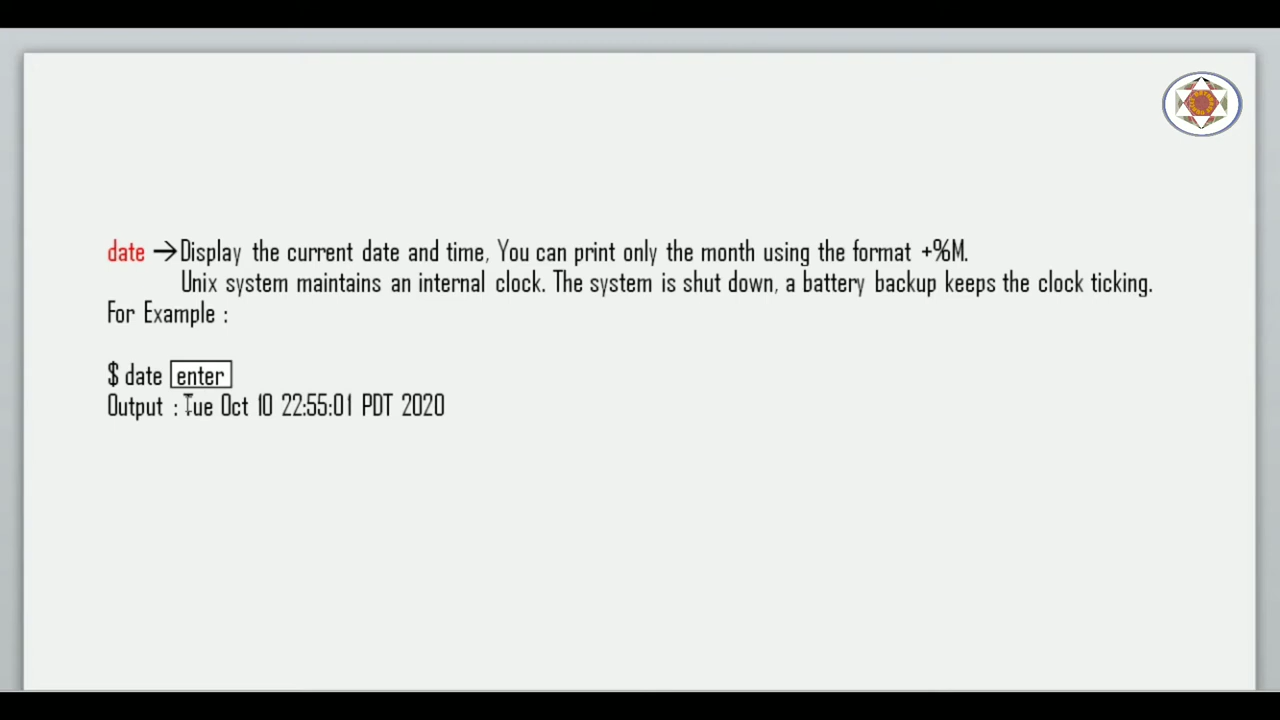 date →Display the current date and time, You can print only the month using the format +%M.
Unix system maintains an internal clock. The system is shut down, a battery backup keeps the clock ticking.
For Example :
$ date enter
Output : Tue Oct 10 22:55:01 PDT 2020